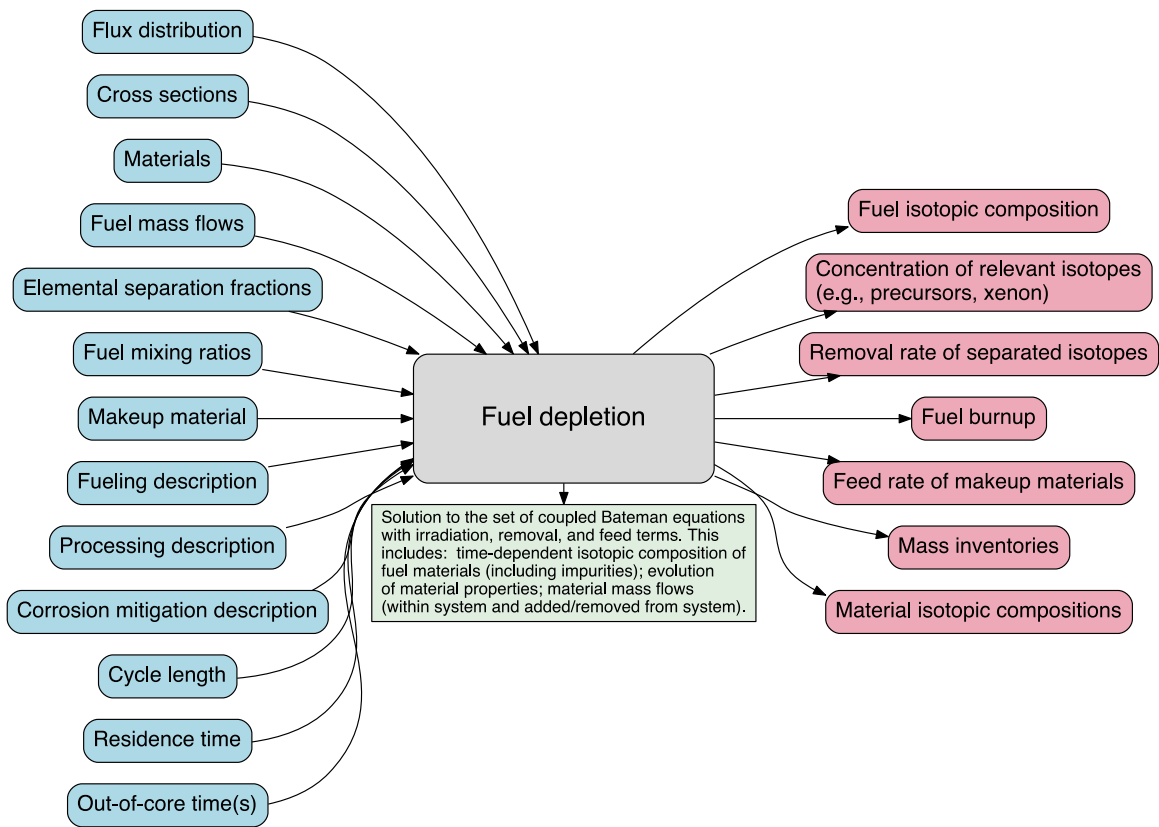 Flux distribution
Cross sections
Materials
Fuel mass flows
Elemental separation fractions
Fuel mixing ratios
Makeup material
Fueling description
Processing description
Corrosion mitigation description
Cycle length
Residence time
Out-of-core time(s)
Fuel depletion
Solution to the set of coupled Bateman equations
with irradiation, removal, and feed terms. This
includes: time-dependent isotopic composition of
fuel materials (including impurities); evolution
of material properties; material mass flows
(within system and added/removed from system).
Fuel isotopic composition
Concentration of relevant isotopes
(e.g., precursors, xenon)
Removal rate of separated isotopes
Fuel burnup
Feed rate of makeup materials
Mass inventories
Material isotopic compositions